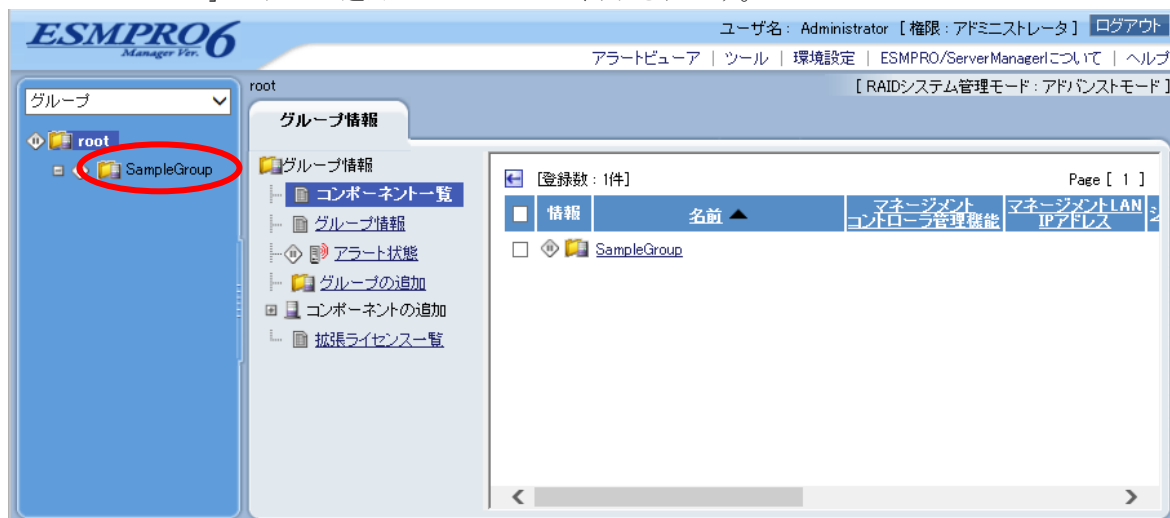 ESMPRO6
Manager Ver.
ユーザ名: Administrator [ 権限 : アドミニストレータ ] ログアウト
アラートビューア | ツール | 環境設定 | ESMPRO/ServerManagerについて | ヘルプ
グループ
root
[ RAIDシステム管理モード : アドバンストモード ]
グループ情報
root
SampleGroup
グループ情報
コンポーネント一覧
グループ情報
アラート状態
グループの追加
コンポーネントの追加
拡張ライセンス一覧
[登録数 : 1件]
Page [ 1 ]
情報
名前 ▲
マネージメント
コントローラ管理機能
マネージメントLAN
IPアドレス
SampleGroup